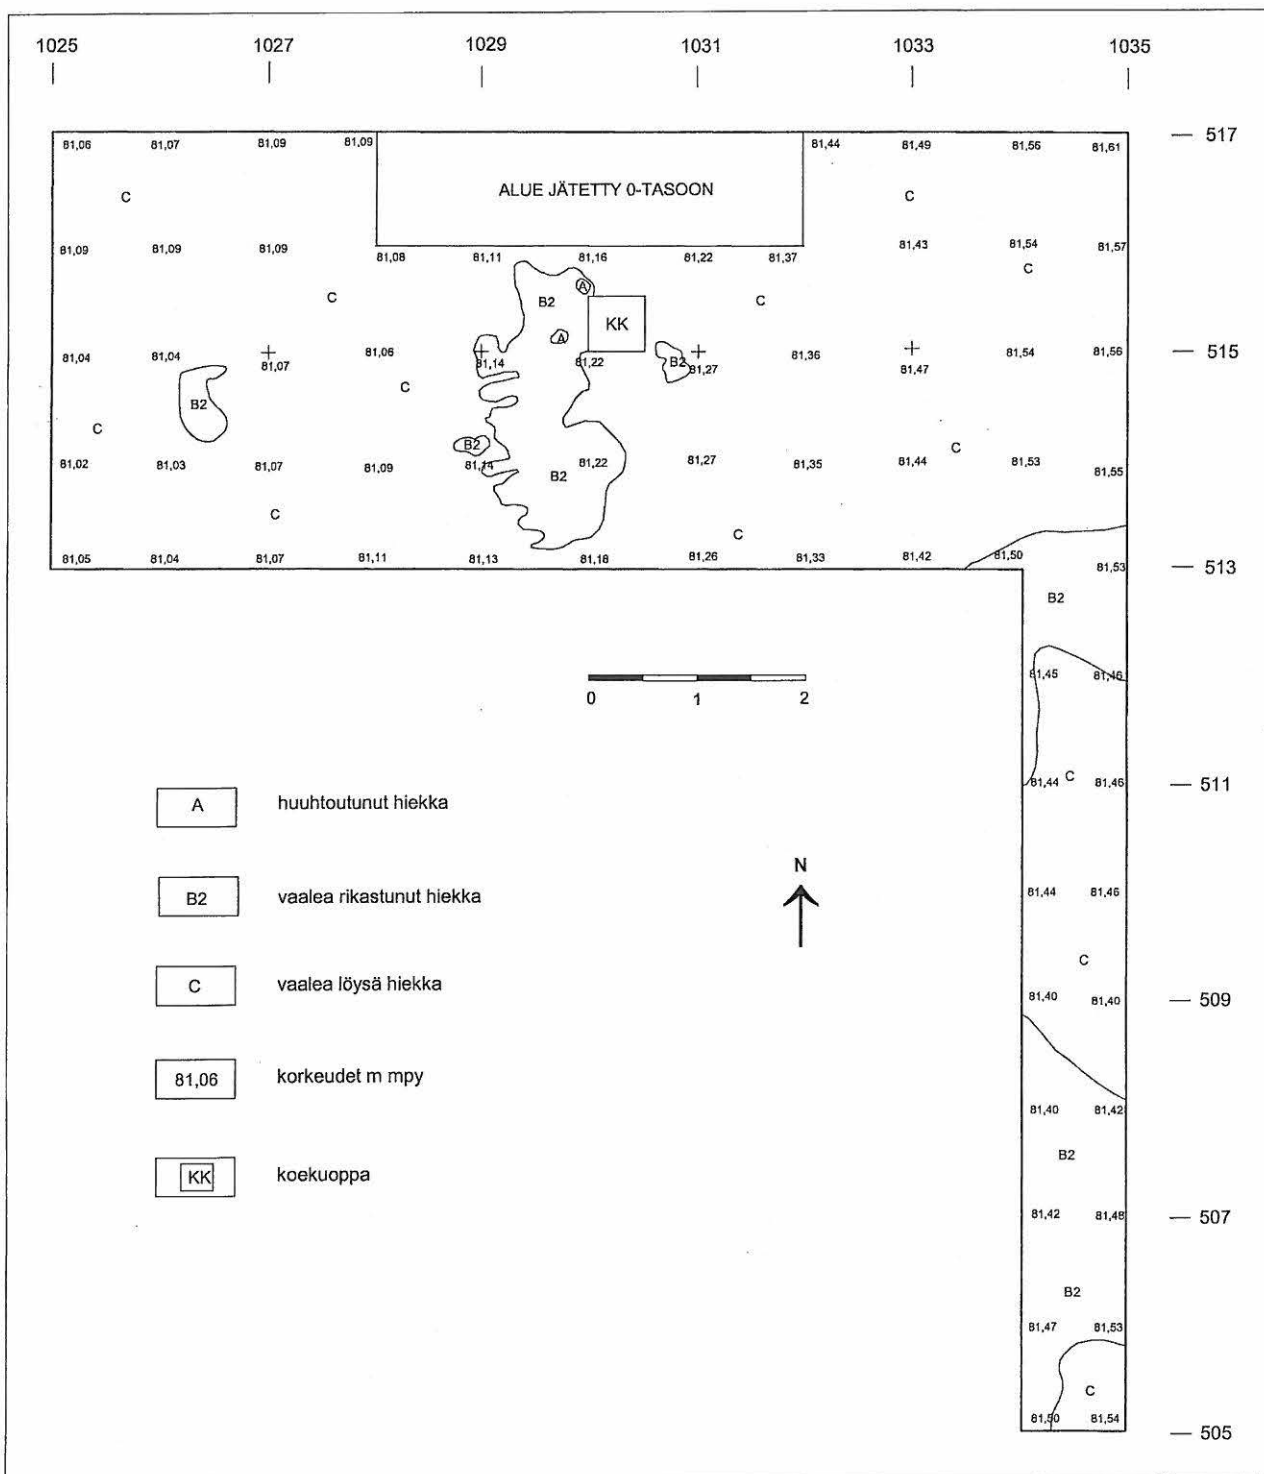 1025 1027 1029 1031 1033 1035
517
81,06 81,07 81,09 81,09 81,44 81,49 81,56 81,61
ALUE JÄTETTY 0-TASOON
C C
81,09 81,09 81,09 81,43 81,54 81,57
81,08 81,11 81,16 81,22 81,37
C
A
C B2 C
KK
A
515
81,04 81,04 81,06 81,36 81,54 81,56
81,07 81,14 81,22 B2 81,27 81,47
C
B2
C
B2 C
81,02 81,03 81,07 81,09 81,14 81,22 81,27 81,35 81,44 81,53 81,55
B2
C
C
81,05 81,04 81,07 81,11 81,13 81,18 81,26 81,33 81,42 81,50
81,53
513
B2
81,45 81,46
0 1 2
C
81,44 81,46
511
A huuhtoutunut hiekka
N
B2 vaalea rikastunut hiekka
81,44 81,46
C
C vaalea löysä hiekka
81,40 81,40
509
81,06 korkeudet m mpy
81,40 81,42
B2
KK koekuoppa
81,42 81,48
507
B2
81,47 81,53
C
81,50 81,54
505